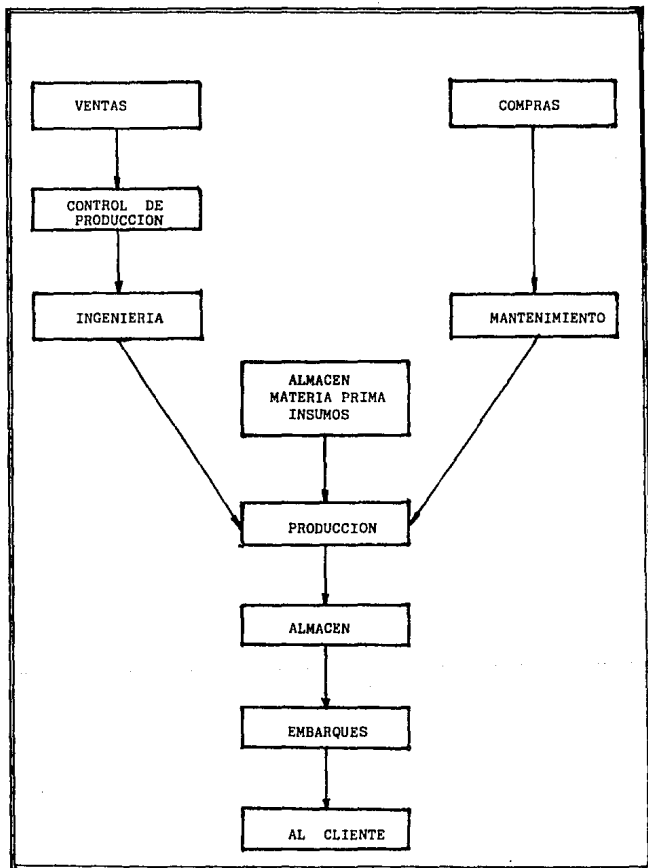 VENTAS
COMPRAS
CONTROL DE
PRODUCCION
INGENIERIA
MANTENIMIENTO
ALMACEN
MATERIA PRIMA
INSUMOS
PRODUCCION
ALMACEN
EMBARQUES
AL CLIENTE